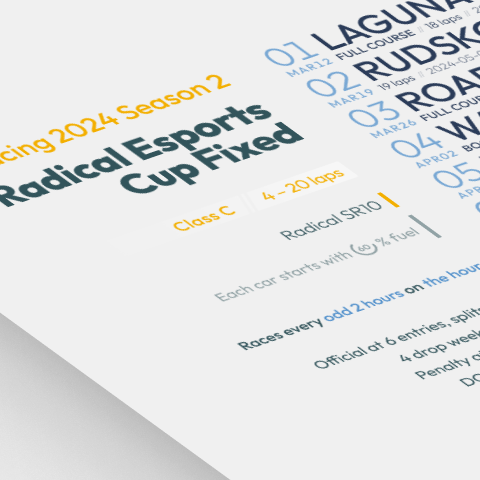 cing 2024 Season 2
Radical Esports
Cup Fixed
Class C 4 – 20 laps
Radical SR10
Each car starts with 60 % fuel
Races every odd 2 hours on the hour
Official at 6 entries, splits
4 drop week
Penalty
01 LAGUNA
MAR12 FULL COURSE // 18 laps //
02 RUDSK
MAR19 19 laps // 2024-05-
03 ROA
MAR26 FULL COUR
04
APR02 BO
05